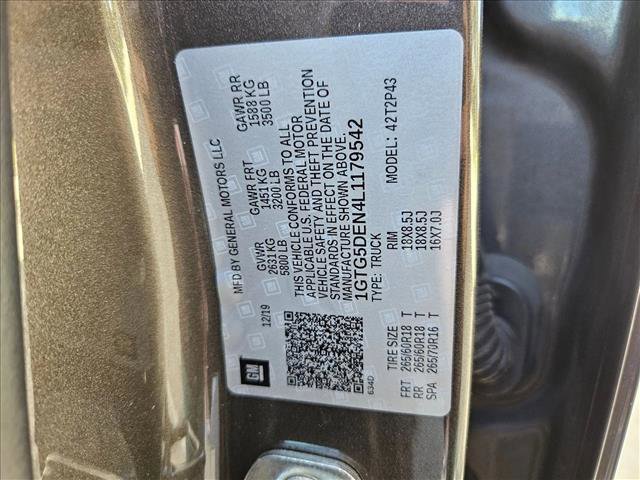 MFD BY GENERAL MOTORS LLC
12/19 GVWR GAWR FRT GAWR RR
2631KG 1451 KG 1588 KG
5800 LB 3200 LB 3500 LB
THIS VEHICLE CONFORMS TO ALL
APPLICABLE U.S. FEDERAL MOTOR
VEHICLE SAFETY AND THEFT PREVENTION
STANDARDS IN EFFECT ON THE DATE OF
MANUFACTURE SHOWN ABOVE.
1GTG5DEN4L1179542
TYPE: TRUCK
MODEL: 42T2P43
GM
634D
TIRE SIZE RIM
FRT 265/60R18 T 18X8.5J
RR 265/60R18 T 18X8.5J
SPA 265/70R16 T 16X7.0J